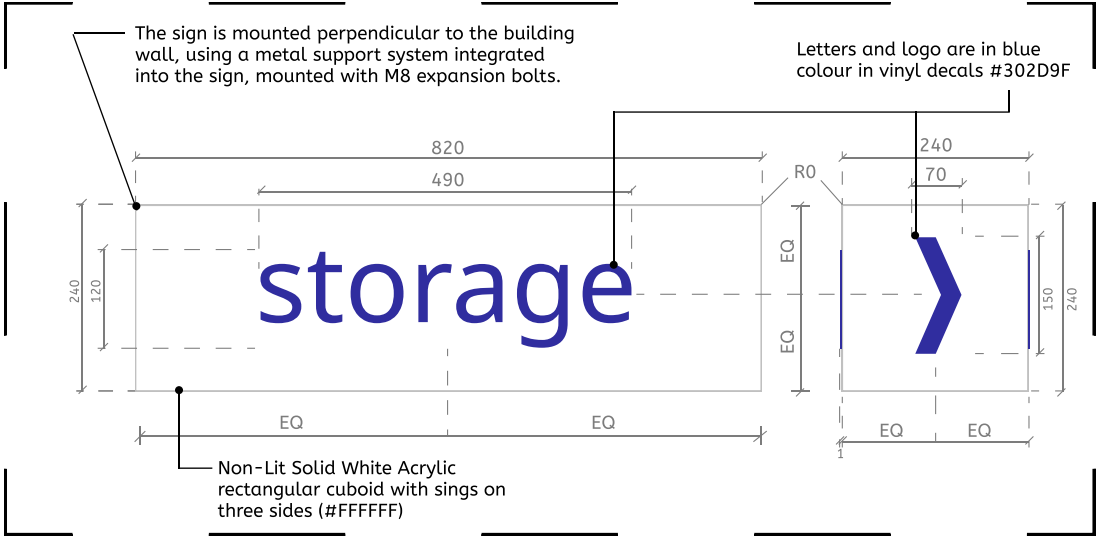 The sign is mounted perpendicular to the building
wall, using a metal support system integrated
into the sign, mounted with M8 expansion bolts.
Letters and logo are in blue
colour in vinyl decals #302D9F
820
240
490
R0
70
240
120
storage
EQ
EQ
150
240
EQ
EQ
EQ
EQ
1
Non-Lit Solid White Acrylic
rectangular cuboid with sings on
three sides (#FFFFFF)